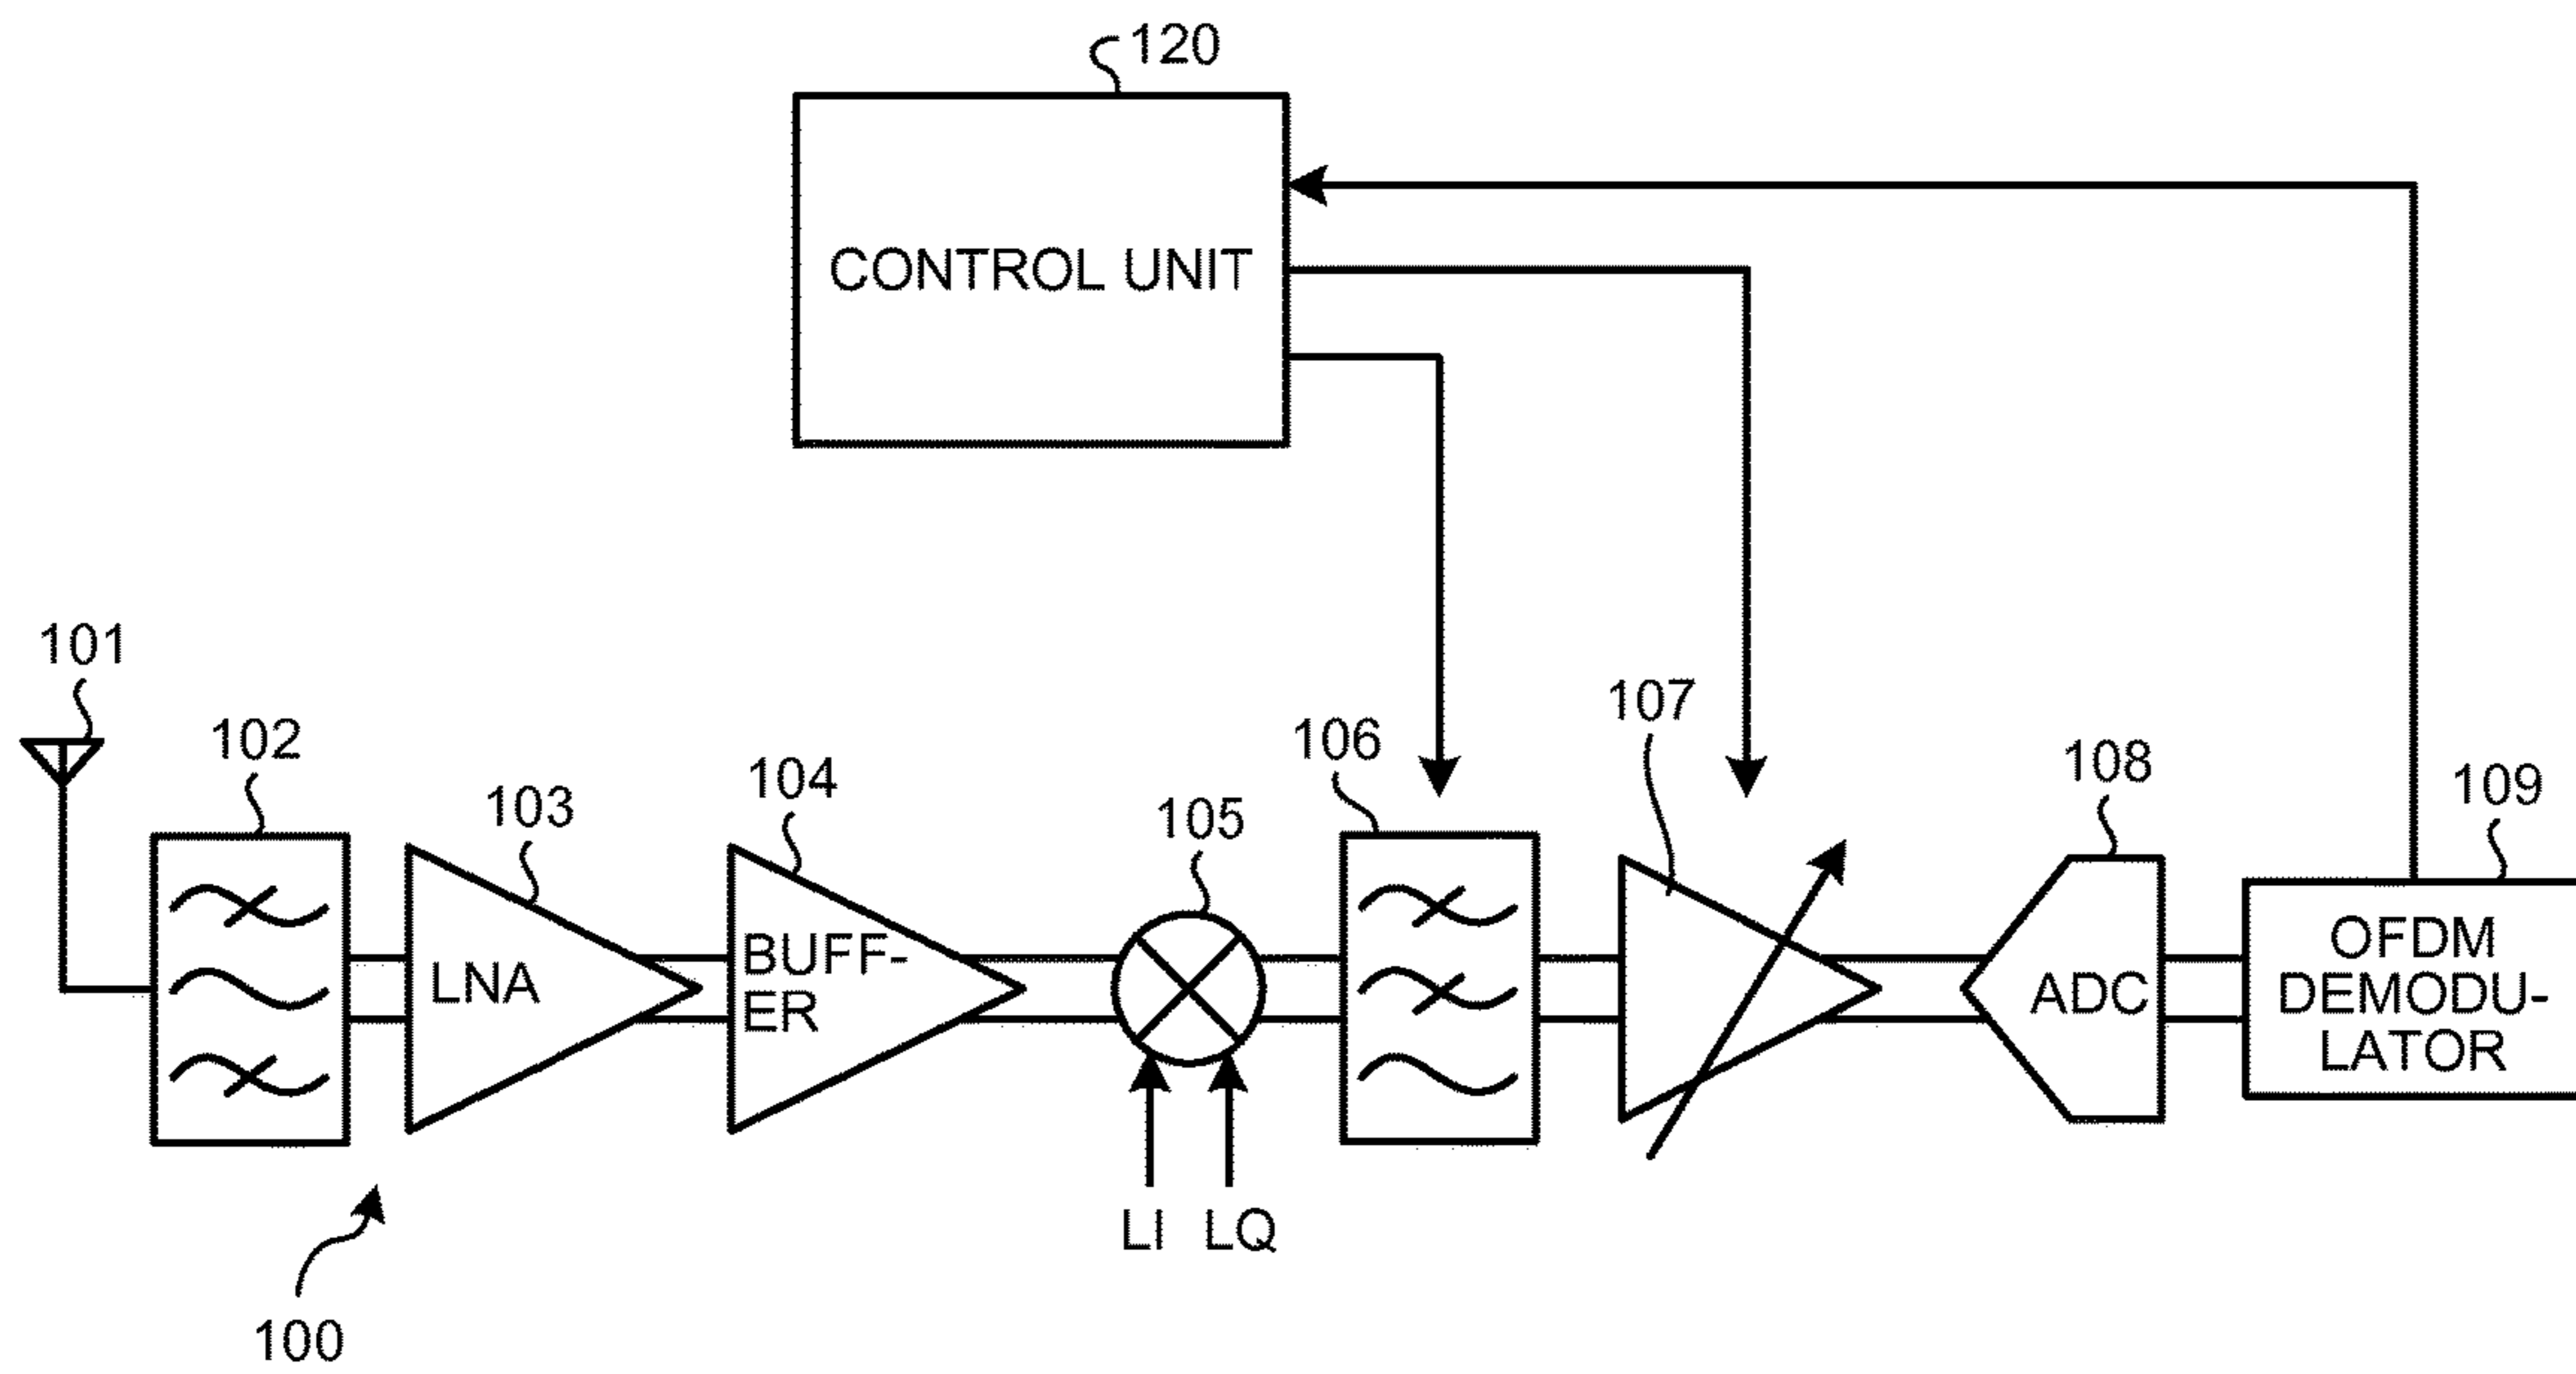 120
CONTROL UNIT
101
102
103
104
105
106
107
108
109
LNA
BUFF-
ER
ADC
OFDM
DEMODU-
LATOR
LI
LQ
100